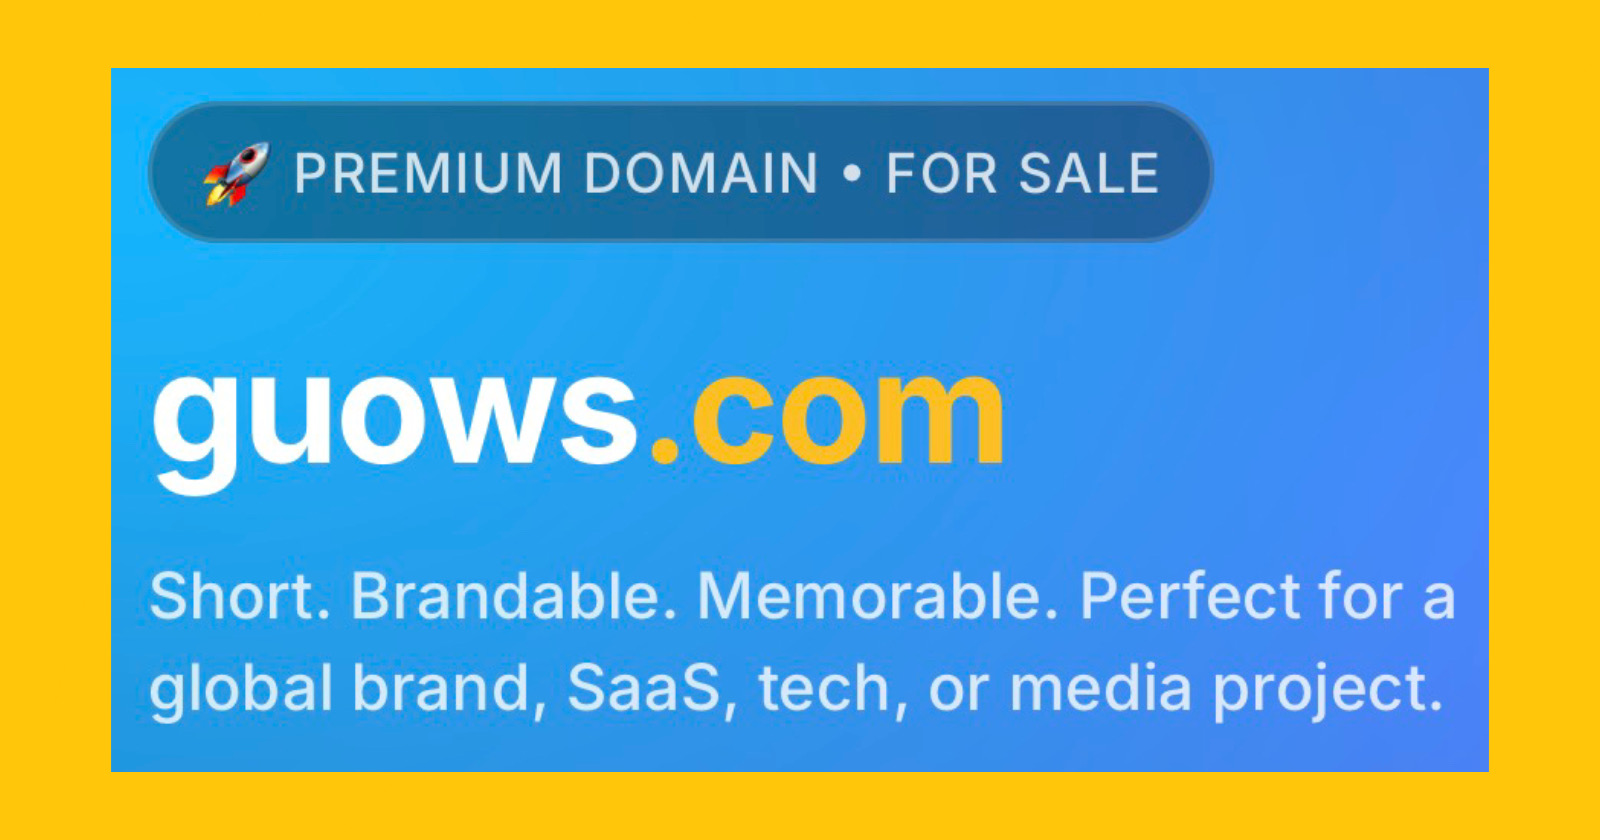 🚀 PREMIUM DOMAIN • FOR SALE
guows.com
Short. Brandable. Memorable. Perfect for a
global brand, SaaS, tech, or media project.